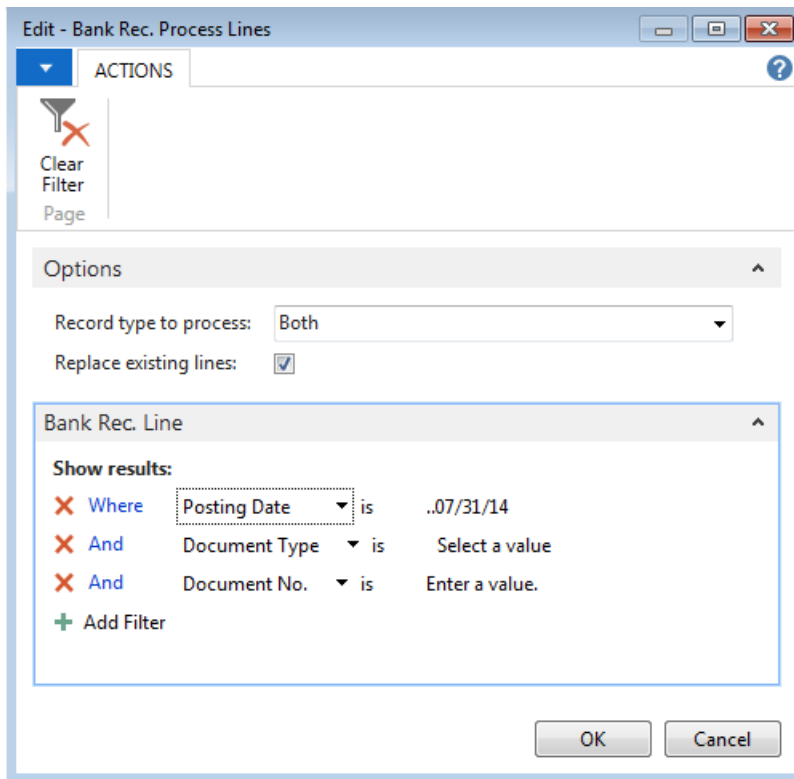 Edit - Bank Rec. Process Lines
ACTIONS
?
Clear
Filter
Page
Options
Record type to process: Both
Replace existing lines:
Bank Rec. Line
Show results:
Where Posting Date is ..07/31/14
And Document Type is Select a value
And Document No. is Enter a value.
Add Filter
OK Cancel